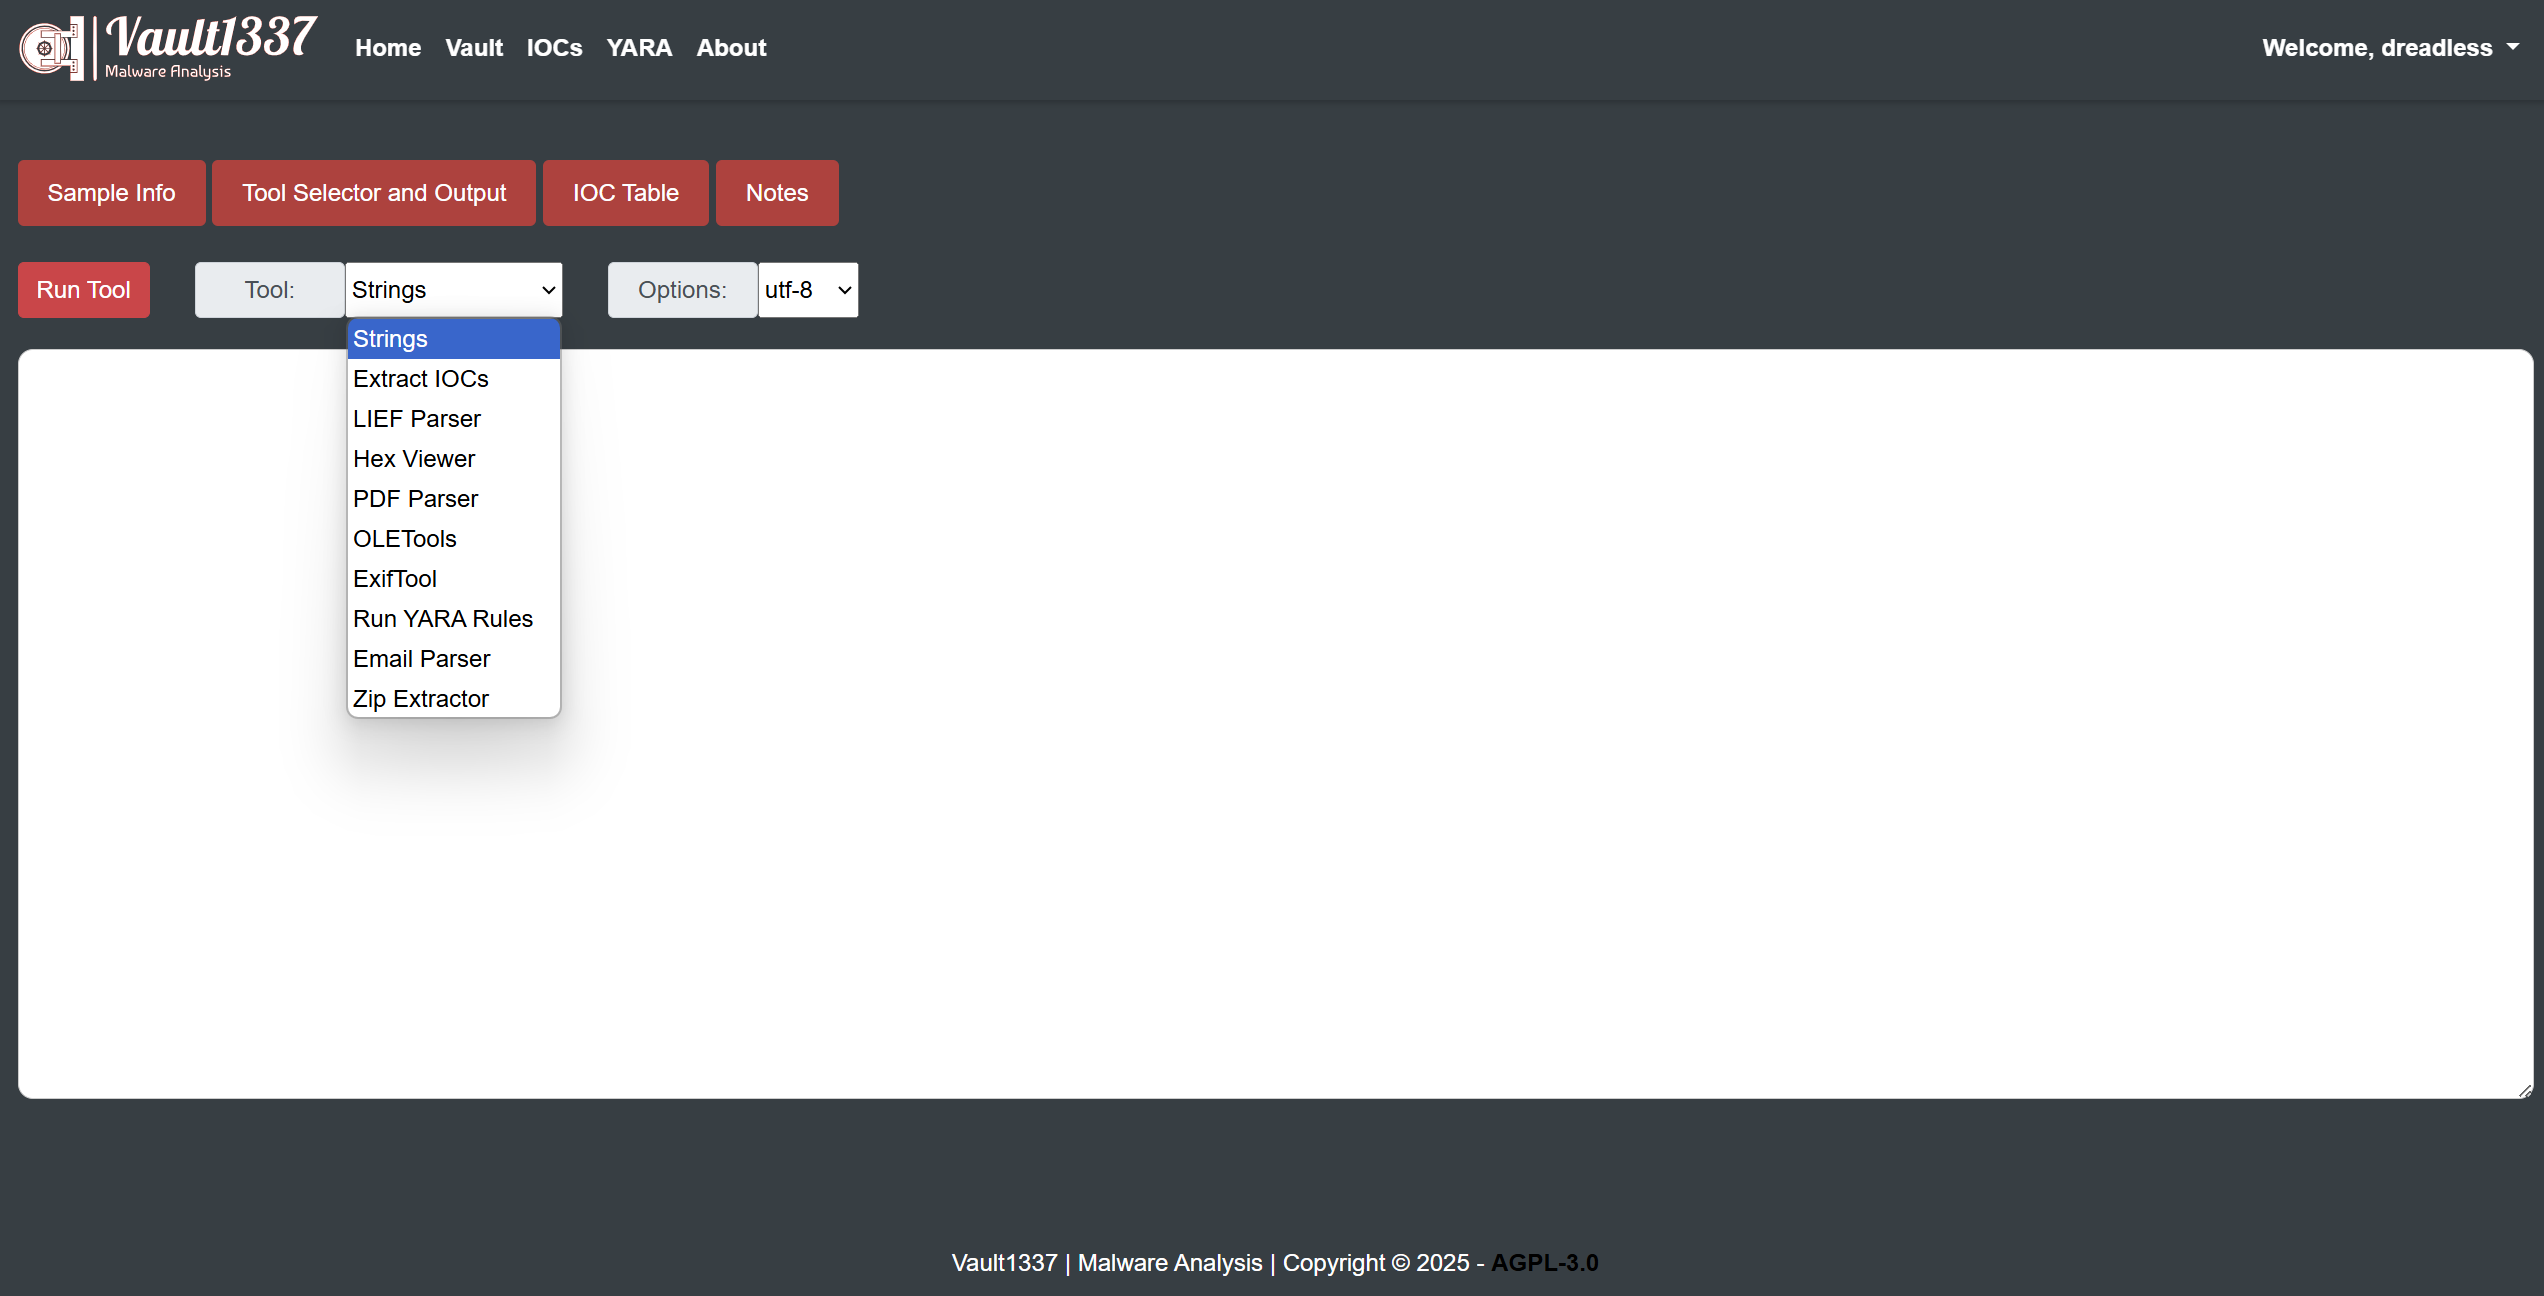 Vault1337
Malware Analysis
Home Vault IOCs YARA About
Welcome, dreadless
Sample Info Tool Selector and Output IOC Table Notes
Run Tool Tool: Strings Options: utf-8
Strings
Extract IOCs
LIEF Parser
Hex Viewer
PDF Parser
OLETools
ExifTool
Run YARA Rules
Email Parser
Zip Extractor
Vault1337 | Malware Analysis | Copyright © 2025 - AGPL-3.0